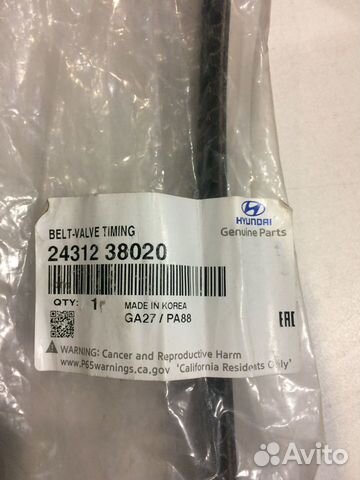 HYUNDAI
Genuine Parts
BELT-VALVE TIMING
24312 38020
QTY: 1
MADE IN KOREA
GA27 / PA88
EAC
WARNING: Cancer and Reproductive Harm
www.P65warnings.ca.gov 'California Residents Only'
Avito